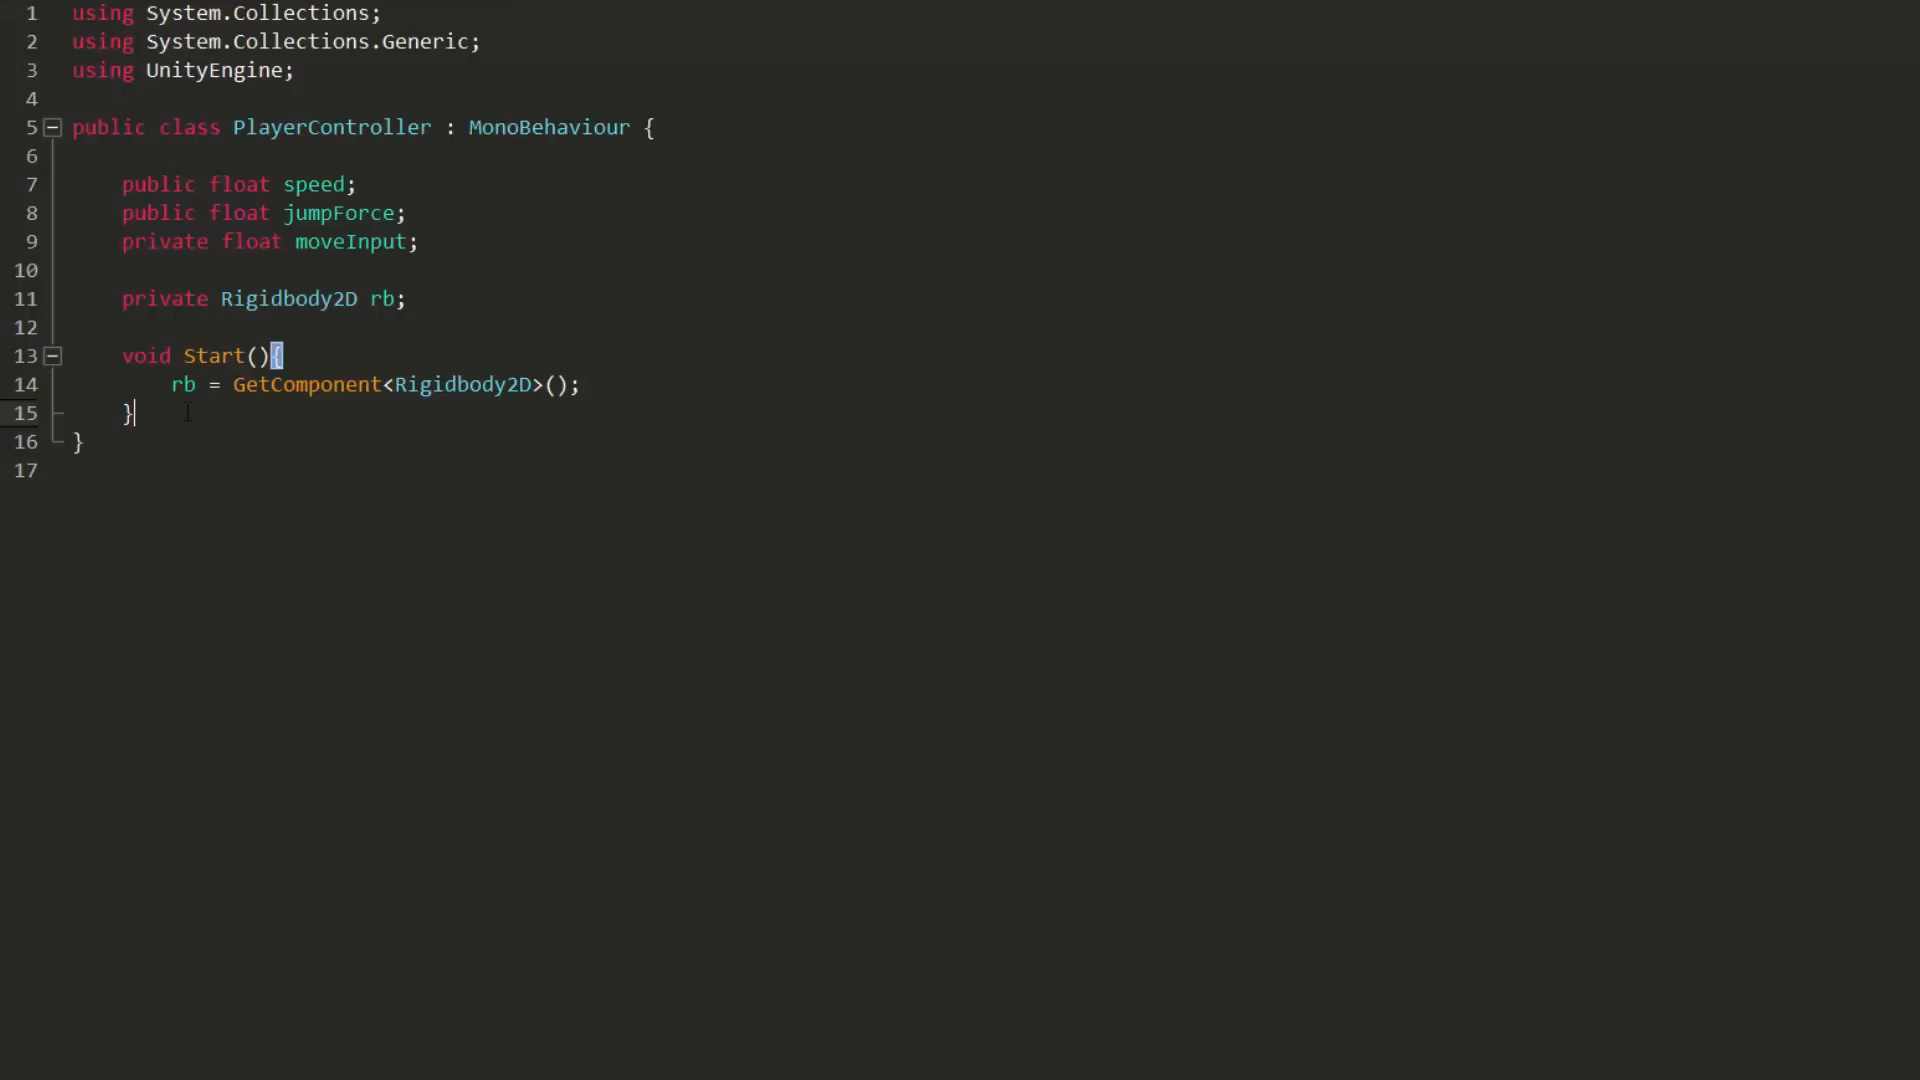 1 using System.Collections;
2 using System.Collections.Generic;
3 using UnityEngine;
4
5 public class PlayerController : MonoBehaviour {
6
7     public float speed;
8     public float jumpForce;
9     private float moveInput;
10
11     private Rigidbody2D rb;
12
13     void Start(){
14         rb = GetComponent<Rigidbody2D>();
15     }
16 }
17